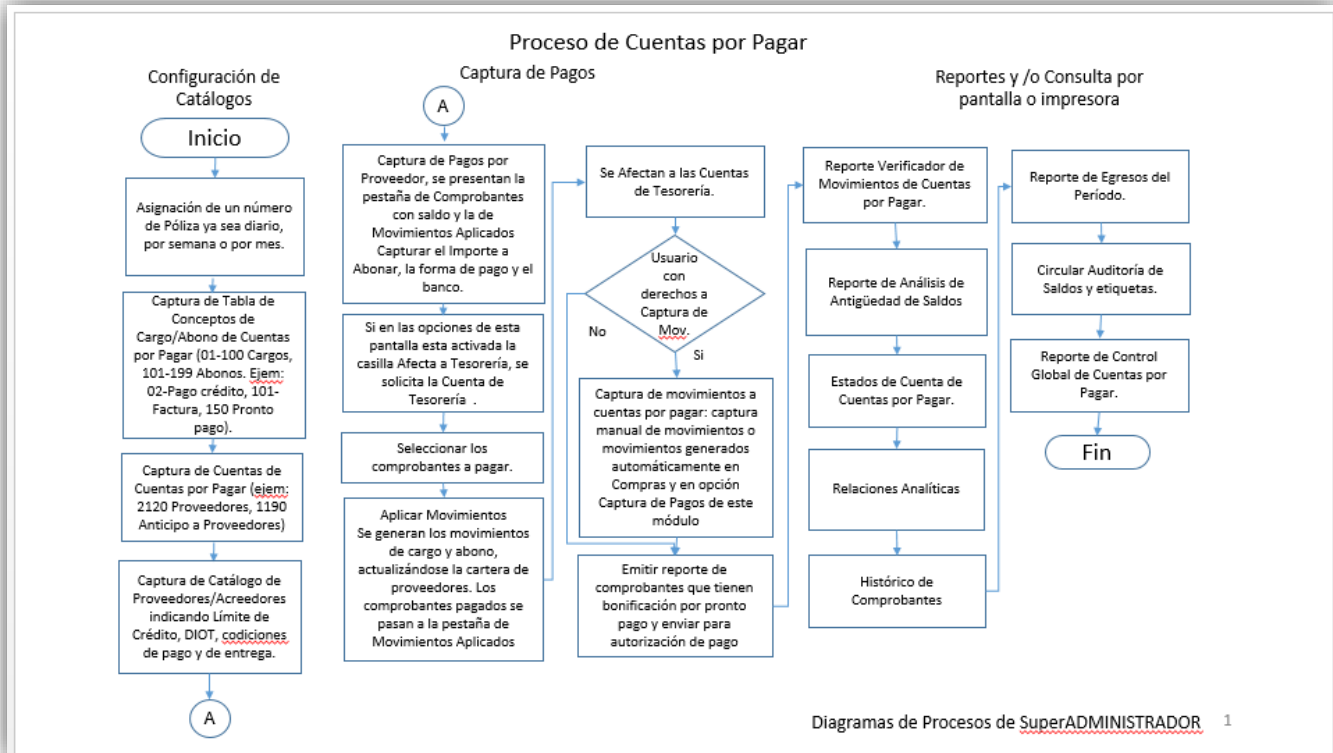 Proceso de Cuentas por Pagar
Configuración de
Catálogos
Inicio
Asignación de un número
de Póliza ya sea diario,
por semana o por mes.
Captura de Tabla de
Conceptos de
Cargo/Abono de Cuentas
por Pagar (01-100 Cargos,
101-199 Abonos. Ejem:
02-Pago crédito, 101-
Factura, 150 Pronto
pago).
Captura de Cuentas de
Cuentas por Pagar (ejem:
2120 Proveedores, 1190
Anticipo a Proveedores)
Captura de Catálogo de
Proveedores/Acreedores
indicando Límite de
Crédito, DIOT, codiciones
de pago y de entrega.
A
Captura de Pagos
A
Captura de Pagos por
Proveedor, se presentan la
pestaña de Comprobantes
con saldo y la de
Movimientos Aplicados
Capturar el Importe a
Abonar, la forma de pago y el
banco.
Si en las opciones de esta
pantalla esta activada la
casilla Afecta a Tesorería, se
solicita la Cuenta de
Tesorería .
Seleccionar los
comprobantes a pagar.
Aplicar Movimientos
Se generan los movimientos
de cargo y abono,
actualizándose la cartera de
proveedores. Los
comprobantes pagados se
pasan a la pestaña de
Movimientos Aplicados
Se Afectan a las Cuentas
de Tesorería.
Usuario
con
derechos a
Captura de
Mov.
No
Si
Captura de movimientos a
cuentas por pagar: captura
manual de movimientos o
movimientos generados
automáticamente en
Compras y en opción
Captura de Pagos de este
módulo
Emitir reporte de
comprobantes que tienen
bonificación por pronto
pago y enviar para
autorización de pago
Reportes y /o Consulta por
pantalla o impresora
Reporte Verificador de
Movimientos de Cuentas
por Pagar.
Reporte de Análisis de
Antigüedad de Saldos
Estados de Cuenta de
Cuentas por Pagar.
Relaciones Analíticas
Histórico de
Comprobantes
Reporte de Egresos del
Período.
Circular Auditoría de
Saldos y etiquetas.
Reporte de Control
Global de Cuentas por
Pagar.
Fin
Diagramas de Procesos de SuperADMINISTRADOR 1